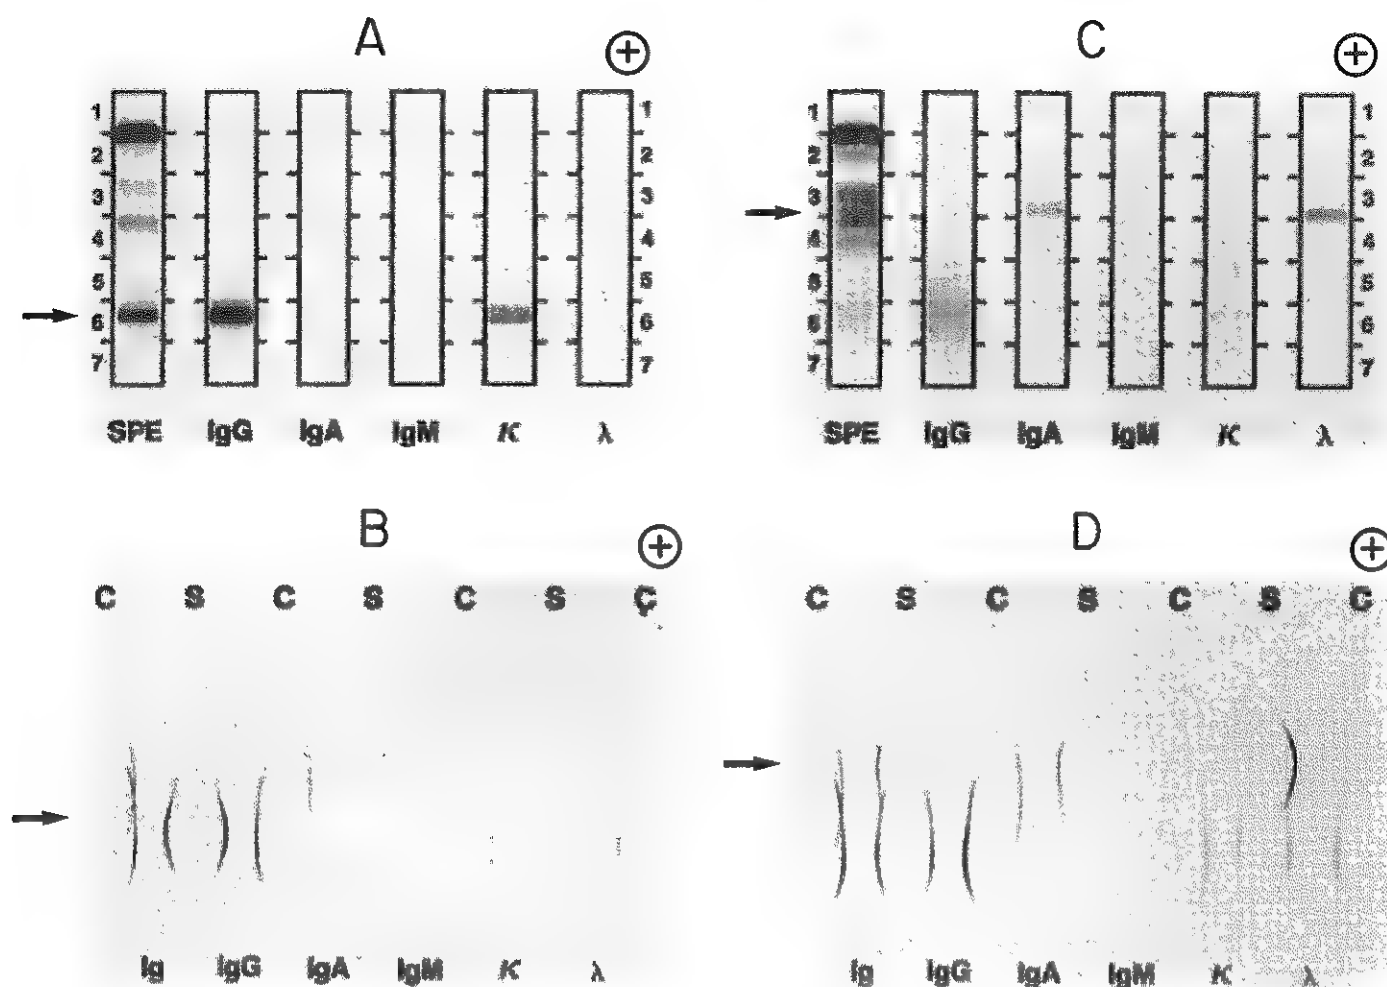 A + C +
1 1 1 1
2 2 2 2
3 3 3 3
4 4 4 4
5 5 5 5
6 6 6 6
7 7 7 7
SPE IgG IgA IgM K λ SPE IgG IgA IgM K λ
B + D +
C S C S C S C C S C S C S C
Ig IgG IgA IgM K λ Ig IgG IgA IgM K λ